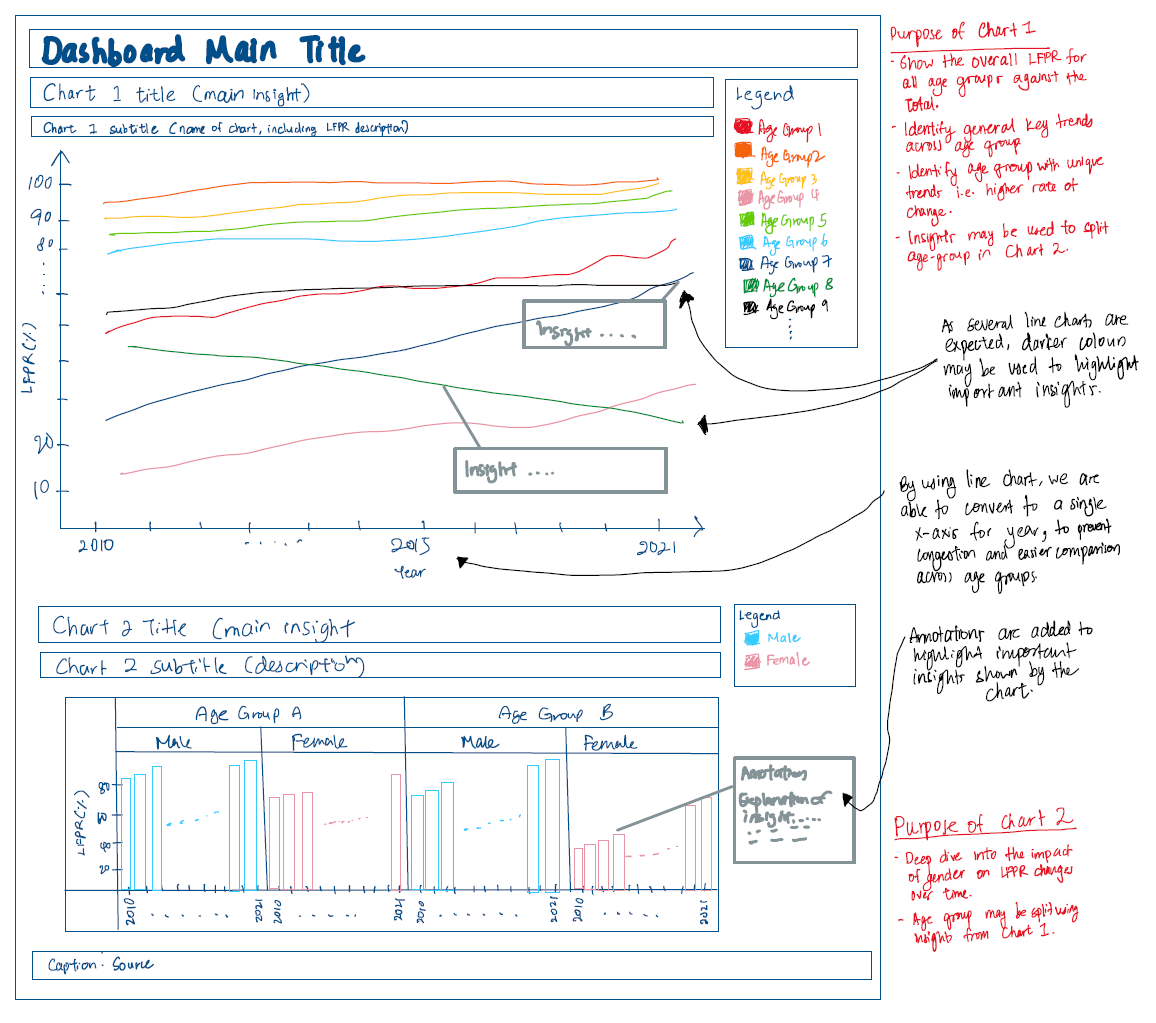 Dashboard Main Title
Chart 1 title (main insight)
Chart 1 subtitle (name of chart, including LFPR description)
Legend
Age Group 1
Age Group 2
Age Group 3
Age Group 4
Age Group 5
Age Group 6
Age Group 7
Age Group 8
Age Group 9
LFPR (%)
100
90
80
20
10
Insight ....
Insight ....
2010
2015
2021
Year
Chart 2 Title (main insight
Chart 2 subtitle (description)
Legend
Male
Female
Age Group A
Age Group B
Male
Female
Male
Female
LFPR (%)
80
20
2010
2021
2010
2021
2010
2021
2010
2021
Annotation
Explanation of
insight.....
Caption: Source
Purpose of Chart 1
- Show the overall LFPR for
all age groups against the
Total.
- Identify general key trends
across age group
- Identify age group with unique
trends i.e. higher rate of
change.
- Insights may be used to split
age-group in Chart 2.
As several line charts are
expected, darker colours
may be used to highlight
important insights.
By using line chart, we are
able to convert to a single
x-axis for year, to prevent
congestion and easier comparison
across age groups.
Annotations are added to
highlight important
insights shown by the
chart.
Purpose of Chart 2
- Deep dive into the impact
of gender on LFPR changes
over time.
- Age group may be split using
insights from Chart 1.